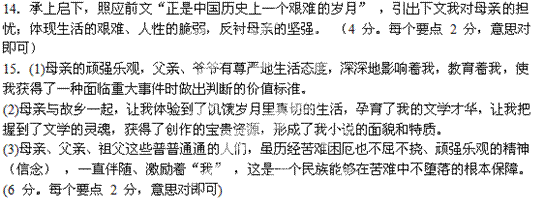 14．承上启下，照应前文“正是中国历史上一个艰难的岁月”，引出下文我对母亲的担
忧；体现生活的艰难、人性的脆弱，反衬母亲的坚强。（4 分。每个要点 2 分，意思对
即可）
15．(1)母亲的顽强乐观，父亲、爷爷有尊严地生活态度，深深地影响着我，教育着我，使
我获得了一种面临重大事件时做出判断的价值标准。
(2)母亲与故乡一起，让我体验到了饥饿岁月里真切的生活，孕育了我的文学才华，让我把
握到了文学的灵魂，获得了创作的宝贵资源，形成了我小说的面貌和特质。
(3)母亲、父亲、祖父这些普普通通的人们，虽历经苦难困厄也不屈不挠、顽强乐观的精神
（信念），一直伴随、激励着“我”，这是一个民族能够在苦难中不堕落的根本保障。
(6 分。每个要点 2 分，意思对即可)